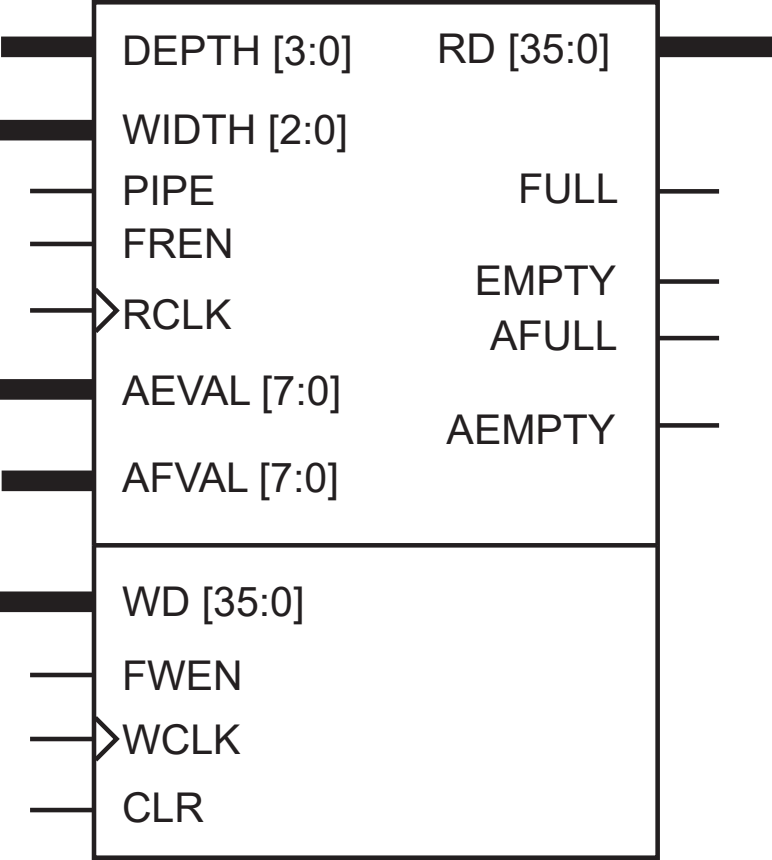 DEPTH [3:0] RD [35:0]
WIDTH [2:0]
PIPE FULL
FREN
EMPTY
RCLK
AFULL
AEVAL [7:0]
AEMPTY
AFVAL [7:0]
WD [35:0]
FWEN
WCLK
CLR